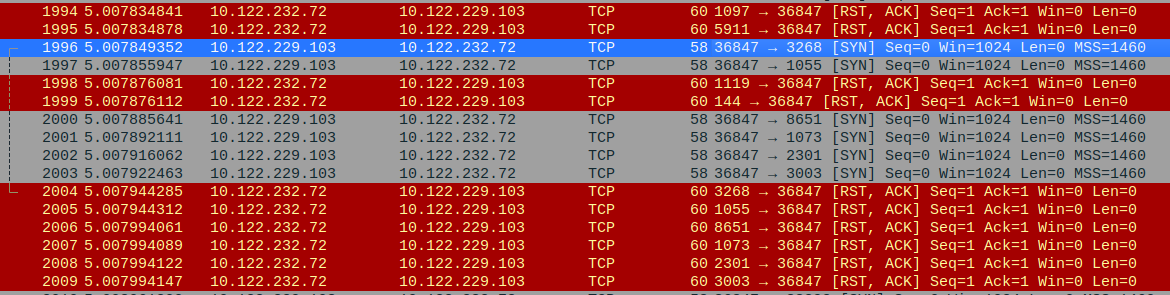 1994 5.007834841 10.122.232.72 10.122.229.103 TCP 60 1097 → 36847 [RST, ACK] Seq=1 Ack=1 Win=0 Len=0
1995 5.007834878 10.122.232.72 10.122.229.103 TCP 60 5911 → 36847 [RST, ACK] Seq=1 Ack=1 Win=0 Len=0
1996 5.007849352 10.122.229.103 10.122.232.72 TCP 58 36847 → 3268 [SYN] Seq=0 Win=1024 Len=0 MSS=1460
1997 5.007855947 10.122.229.103 10.122.232.72 TCP 58 36847 → 1055 [SYN] Seq=0 Win=1024 Len=0 MSS=1460
1998 5.007876081 10.122.232.72 10.122.229.103 TCP 60 1119 → 36847 [RST, ACK] Seq=1 Ack=1 Win=0 Len=0
1999 5.007876112 10.122.232.72 10.122.229.103 TCP 60 144 → 36847 [RST, ACK] Seq=1 Ack=1 Win=0 Len=0
2000 5.007885641 10.122.229.103 10.122.232.72 TCP 58 36847 → 8651 [SYN] Seq=0 Win=1024 Len=0 MSS=1460
2001 5.007892111 10.122.229.103 10.122.232.72 TCP 58 36847 → 1073 [SYN] Seq=0 Win=1024 Len=0 MSS=1460
2002 5.007916062 10.122.229.103 10.122.232.72 TCP 58 36847 → 2301 [SYN] Seq=0 Win=1024 Len=0 MSS=1460
2003 5.007922463 10.122.229.103 10.122.232.72 TCP 58 36847 → 3003 [SYN] Seq=0 Win=1024 Len=0 MSS=1460
2004 5.007944285 10.122.232.72 10.122.229.103 TCP 60 3268 → 36847 [RST, ACK] Seq=1 Ack=1 Win=0 Len=0
2005 5.007944312 10.122.232.72 10.122.229.103 TCP 60 1055 → 36847 [RST, ACK] Seq=1 Ack=1 Win=0 Len=0
2006 5.007994061 10.122.232.72 10.122.229.103 TCP 60 8651 → 36847 [RST, ACK] Seq=1 Ack=1 Win=0 Len=0
2007 5.007994089 10.122.232.72 10.122.229.103 TCP 60 1073 → 36847 [RST, ACK] Seq=1 Ack=1 Win=0 Len=0
2008 5.007994122 10.122.232.72 10.122.229.103 TCP 60 2301 → 36847 [RST, ACK] Seq=1 Ack=1 Win=0 Len=0
2009 5.007994147 10.122.232.72 10.122.229.103 TCP 60 3003 → 36847 [RST, ACK] Seq=1 Ack=1 Win=0 Len=0